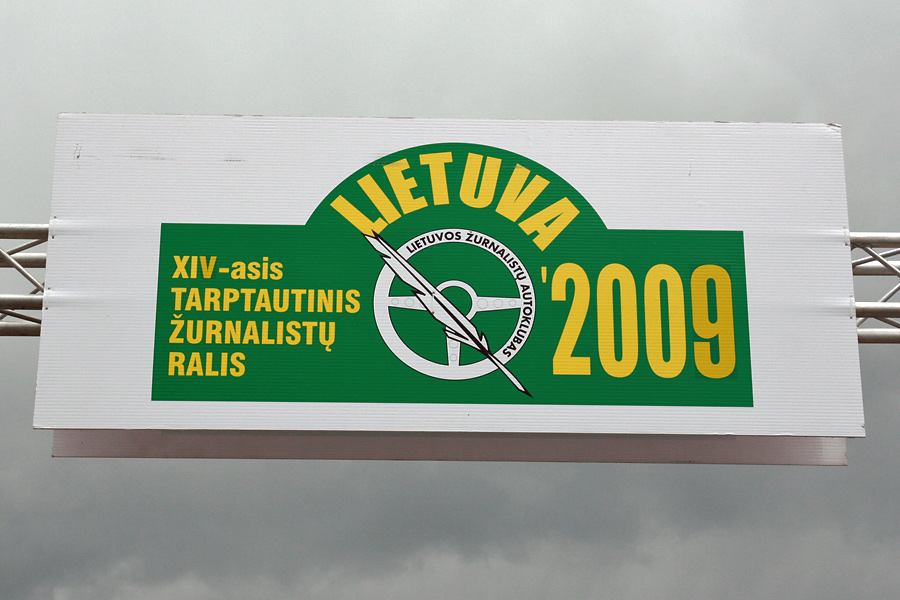 LIETUVA
XIV-asis
TARPTAUTINIS
ŽURNALISTŲ
RALIS
LIETUVOS ŽURNALISTŲ AUTOKLUBAS
'2009